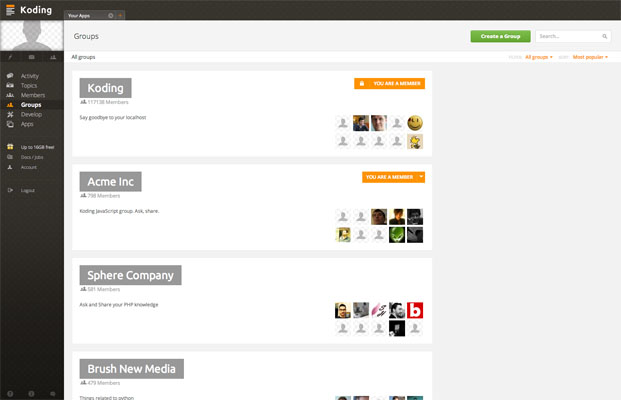 Koding
Your Apps
Groups
Create a Group
Search...
All groups
All groups
SORT:
Most popular
Activity
Topics
Members
Groups
Develop
Apps
Up to 16GB free!
Docs / Jobs
Account
Logout
Koding
YOU ARE A MEMBER
117138 Members
Say goodbye to your localhost
Acme Inc
YOU ARE A MEMBER
798 Members
Koding JavaScript group. Ask, share
Sphere Company
581 Members
Ask and Share your PHP knowledge
b
Brush New Media
479 Members
Things related to python